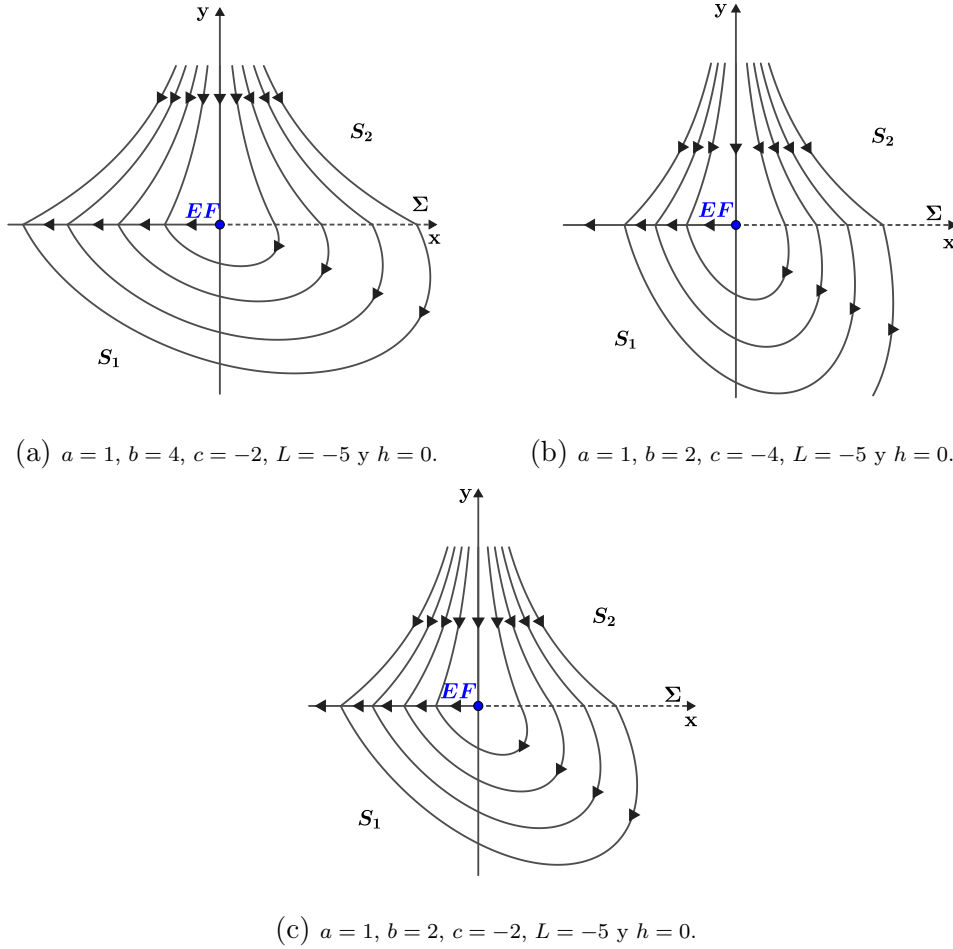 y
S₂
EF
Σ
x
S₁
(a) a = 1, b = 4, c = −2, L = −5 y h = 0.
y
S₂
EF
Σ
x
S₁
(b) a = 1, b = 2, c = −4, L = −5 y h = 0.
y
S₂
EF
Σ
x
S₁
(c) a = 1, b = 2, c = −2, L = −5 y h = 0.